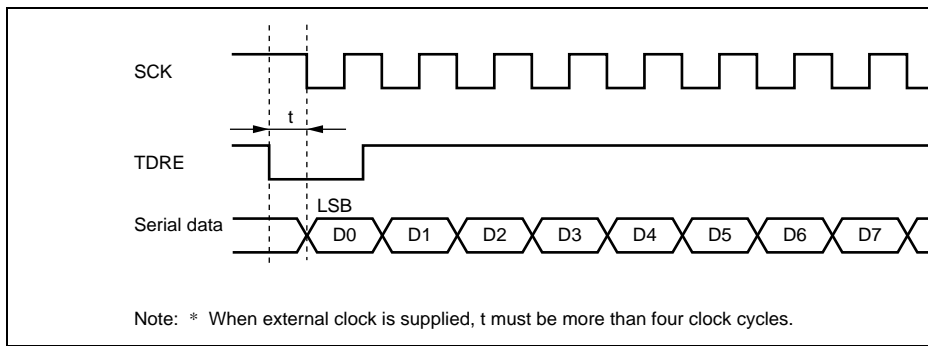 SCK
t
TDRE
LSB
Serial data
D0 D1 D2 D3 D4 D5 D6 D7
Note: * When external clock is supplied, t must be more than four clock cycles.